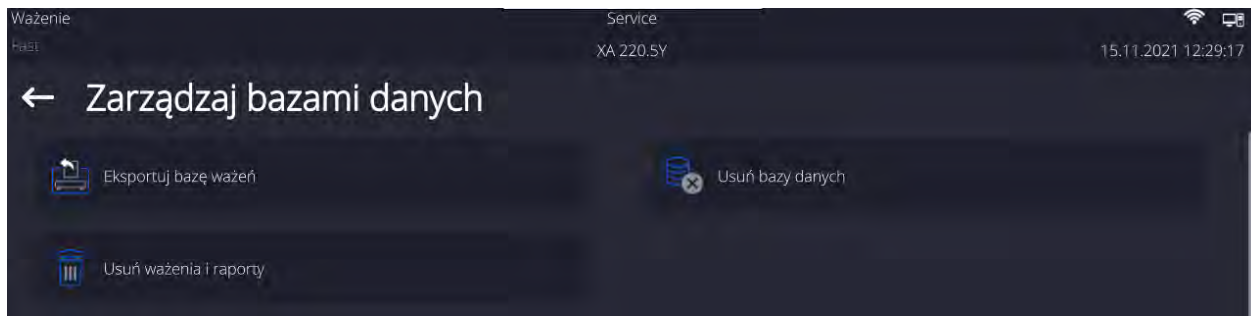 Ważenie Service
Fast XA 220.5Y 15.11.2021 12:29:17
Zarządzaj bazami danych
Eksportuj bazę ważeń Usuń bazy danych
Usuń ważenia i raporty